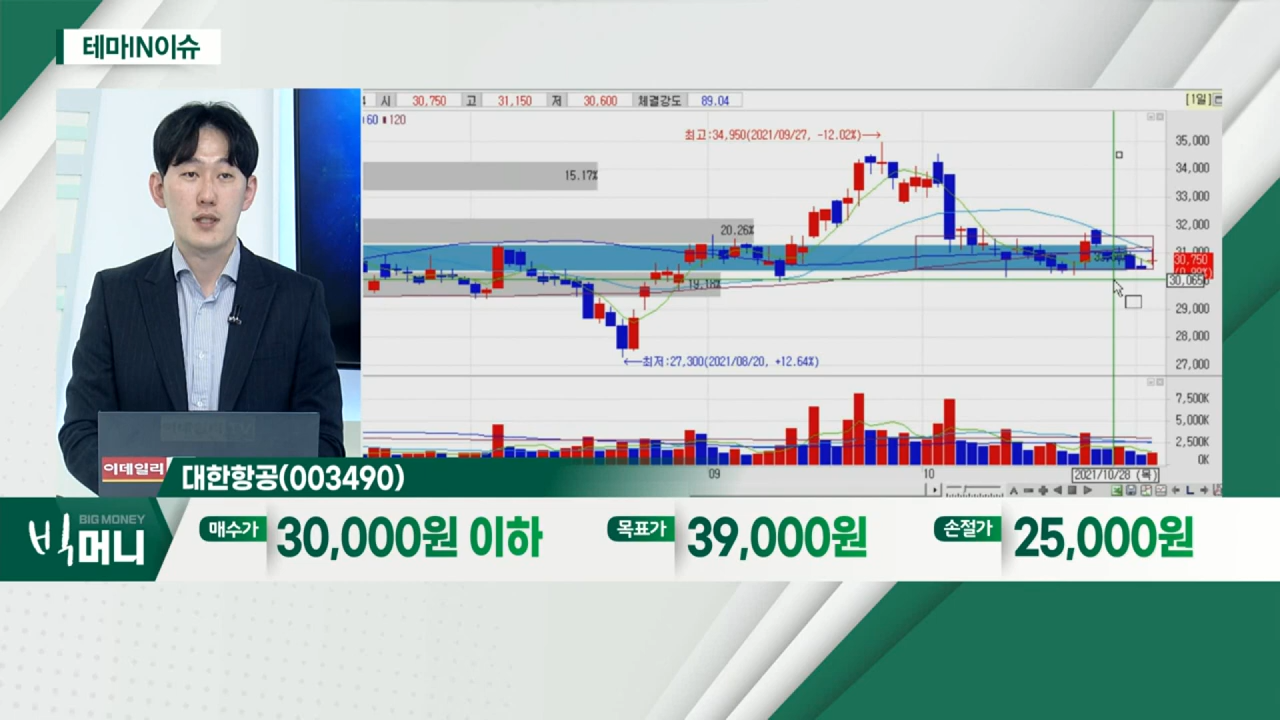 테마IN이슈
시 30,750 고 31,150 저 30,600 체결강도 89.04 [1일]
60 120
최고:34,950(2021/09/27, -12.02%)
15.17%
20.26%
19.18%
최저:27,300(2021/08/20, +12.64%)
35,000
34,000
33,000
32,000
31,000
30,750
30,065
29,000
28,000
27,000
7,500K
5,000K
2,500K
0K
09
10
2021/10/28 (목)
이데일리
대한항공(003490)
BIG MONEY
빅머니
매수가 30,000원 이하
목표가 39,000원
손절가 25,000원